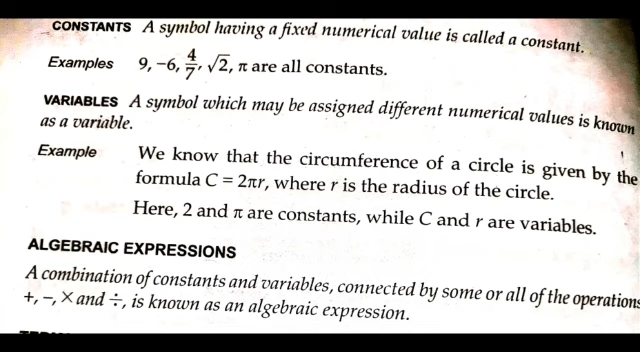 CONSTANTS A symbol having a fixed numerical value is called a constant.
Examples 9, −6, 4/7, √2, π are all constants.
VARIABLES A symbol which may be assigned different numerical values is known
as a variable.
Example We know that the circumference of a circle is given by the
formula C = 2πr, where r is the radius of the circle.
Here, 2 and π are constants, while C and r are variables.
ALGEBRAIC EXPRESSIONS
A combination of constants and variables, connected by some or all of the operations
+, −, × and ÷, is known as an algebraic expression.